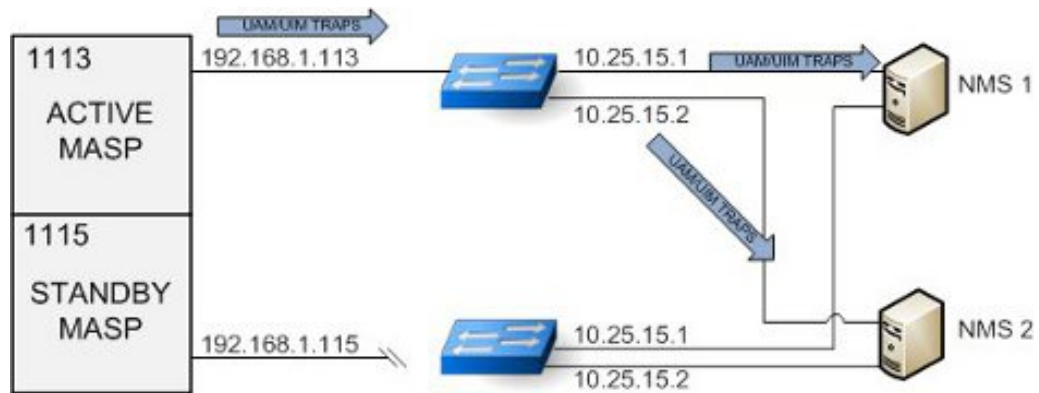 UAM/UIM TRAPS
1113
ACTIVE
MASP
192.168.1.113
10.25.15.1
UAM/UIM TRAPS
NMS 1
10.25.15.2
UAM/UIM TRAPS
1115
STANDBY
MASP
192.168.1.115
10.25.15.1
10.25.15.2
NMS 2